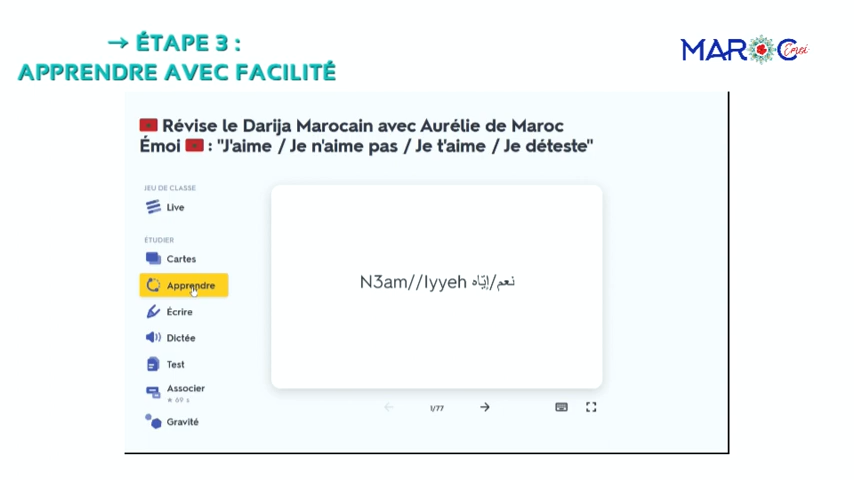 → ÉTAPE 3 :
APPRENDRE AVEC FACILITÉ
MAROC Émoi
Révise le Darija Marocain avec Aurélie de Maroc
Émoi : "J'aime / Je n'aime pas / Je t'aime / Je déteste"
JEU DE CLASSE
Live
ÉTUDIER
Cartes
Apprendre
Écrire
Dictée
Test
Associer
★ 69 s
Gravité
N3am//Iyyeh نعم/إيّاه
1/77